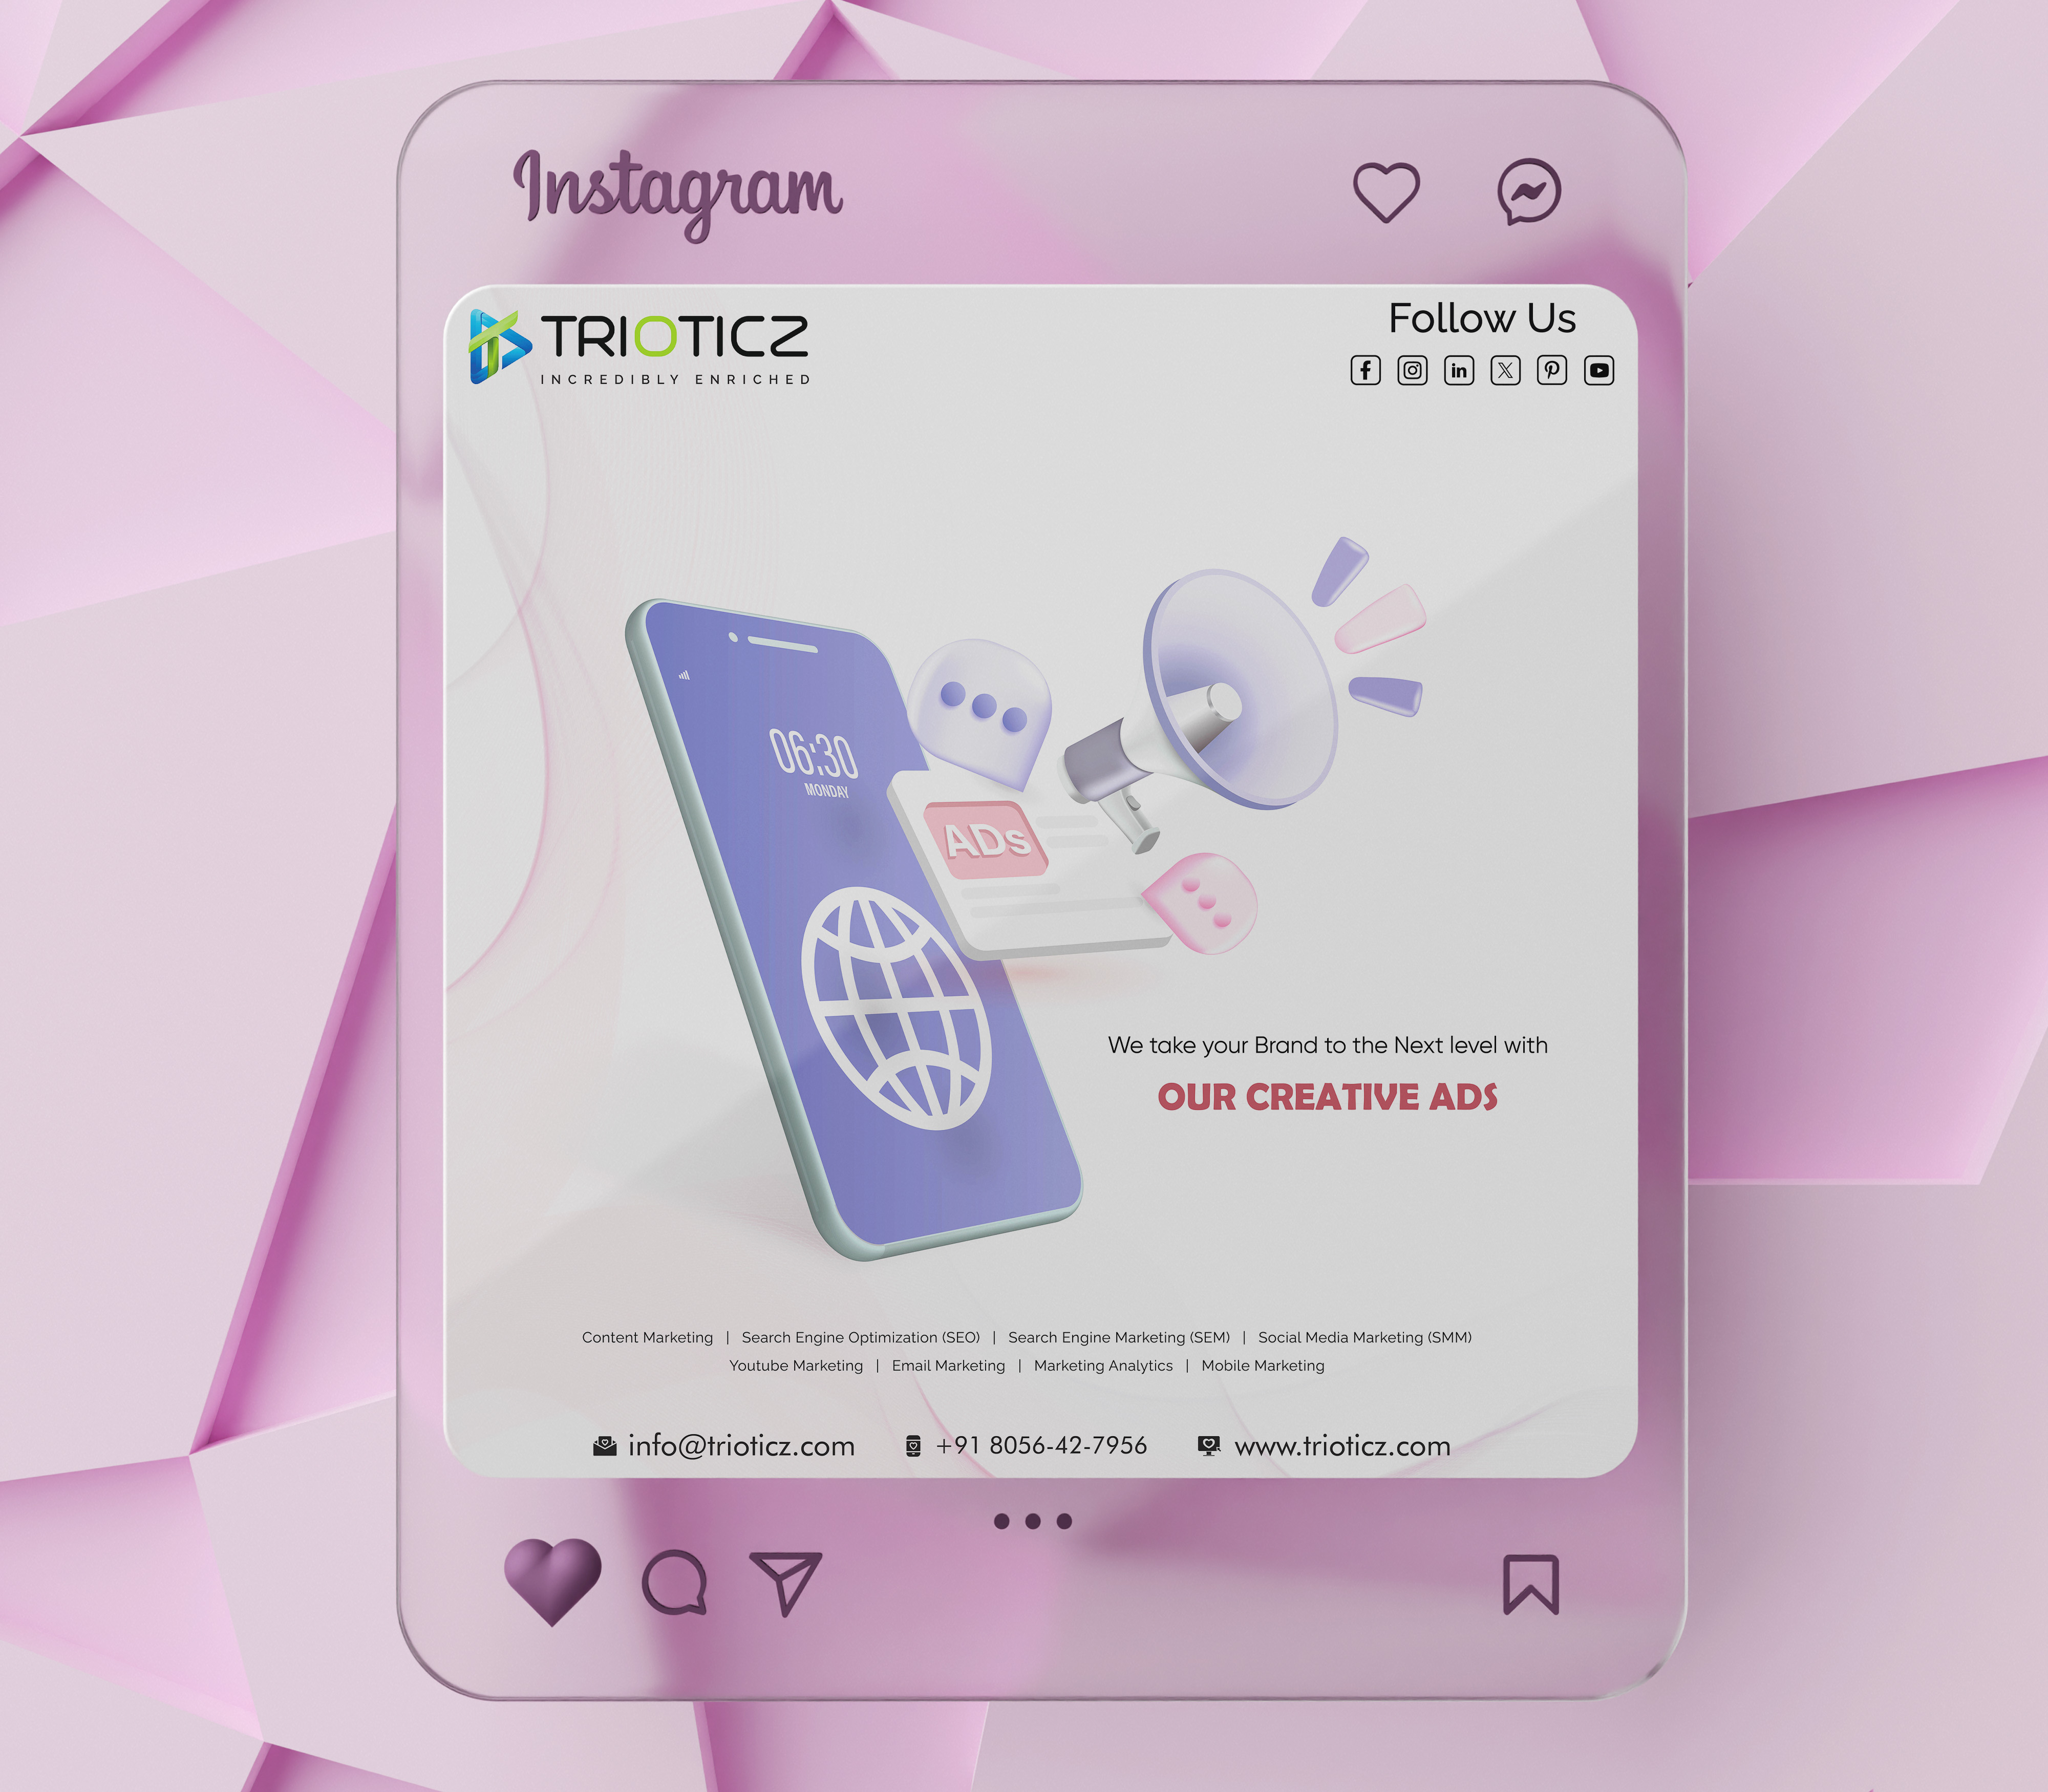 Instagram
TRIOTICZ
INCREDIBLY ENRICHED
Follow Us
06:30
MONDAY
ADs
We take your Brand to the Next level with
OUR CREATIVE ADS
Content Marketing | Search Engine Optimization (SEO) | Search Engine Marketing (SEM) | Social Media Marketing (SMM)
Youtube Marketing | Email Marketing | Marketing Analytics | Mobile Marketing
info@trioticz.com +91 8056-42-7956 www.trioticz.com